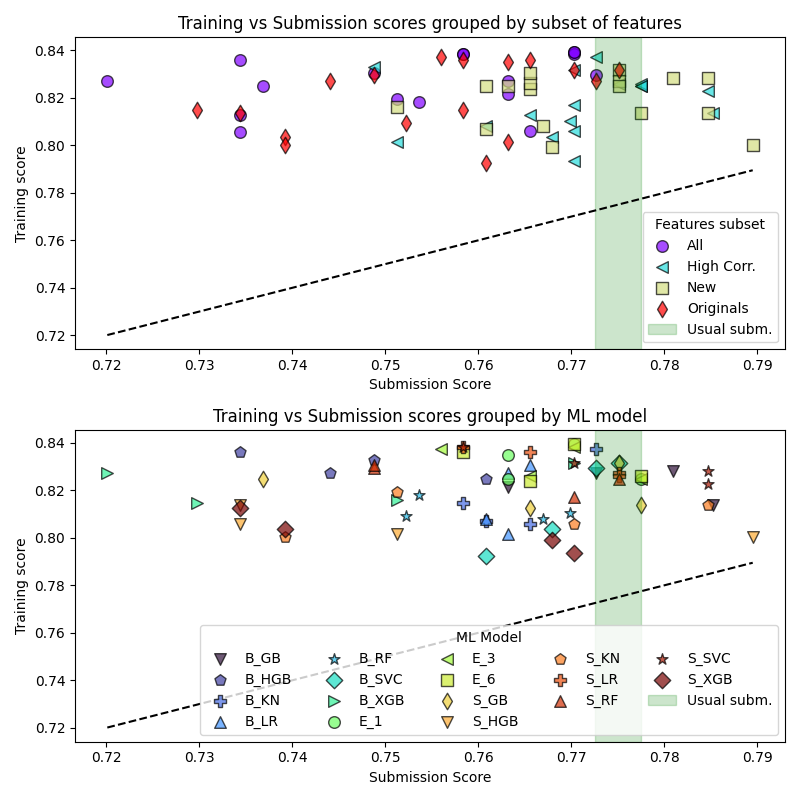 Training vs Submission scores grouped by subset of features
Training score
0.84
0.82
0.80
0.78
0.76
0.74
0.72
Features subset
All
High Corr.
New
Originals
Usual subm.
0.72 0.73 0.74 0.75 0.76 0.77 0.78 0.79
Submission Score
Training vs Submission scores grouped by ML model
Training score
0.84
0.82
0.80
0.78
0.76
0.74
0.72
ML Model
B_GB B_RF E_3 S_KN S_SVC
B_HGB B_SVC E_6 S_LR S_XGB
B_KN B_XGB S_GB S_RF Usual subm.
B_LR E_1 S_HGB
0.72 0.73 0.74 0.75 0.76 0.77 0.78 0.79
Submission Score